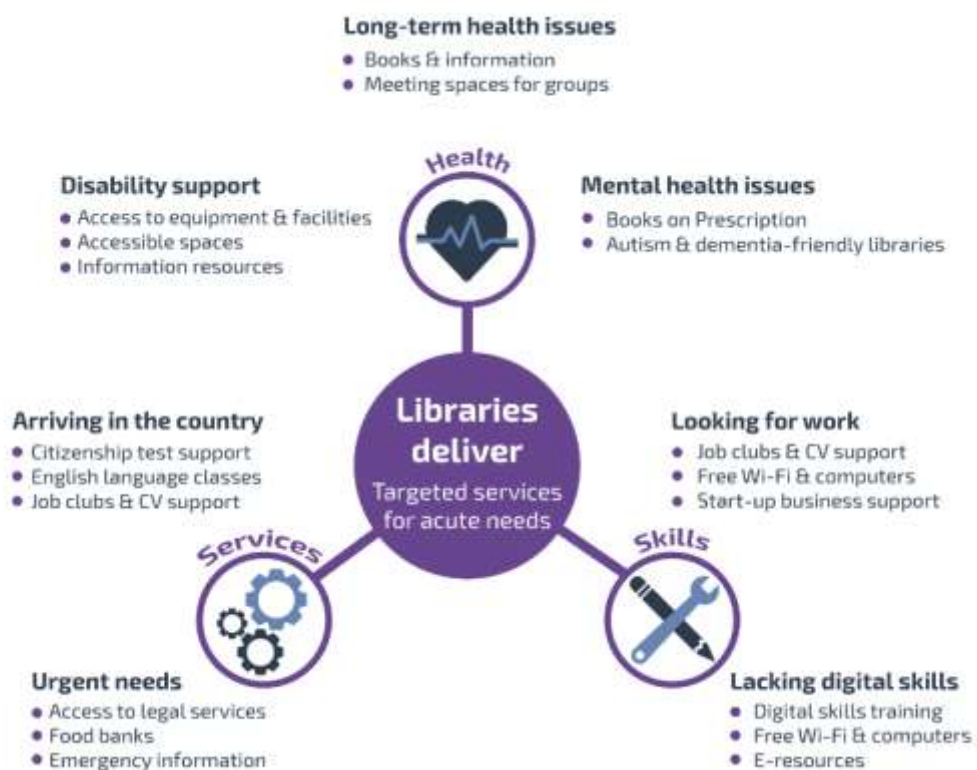 Long-term health issues
• Books & information
• Meeting spaces for groups
Health
Disability support
• Access to equipment & facilities
• Accessible spaces
• Information resources
Mental health issues
• Books on Prescription
• Autism & dementia-friendly libraries
Libraries
deliver
Targeted services
for acute needs
Arriving in the country
• Citizenship test support
• English language classes
• Job clubs & CV support
Looking for work
• Job clubs & CV support
• Free Wi-Fi & computers
• Start-up business support
Services
Skills
Urgent needs
• Access to legal services
• Food banks
• Emergency information
Lacking digital skills
• Digital skills training
• Free Wi-Fi & computers
• E-resources